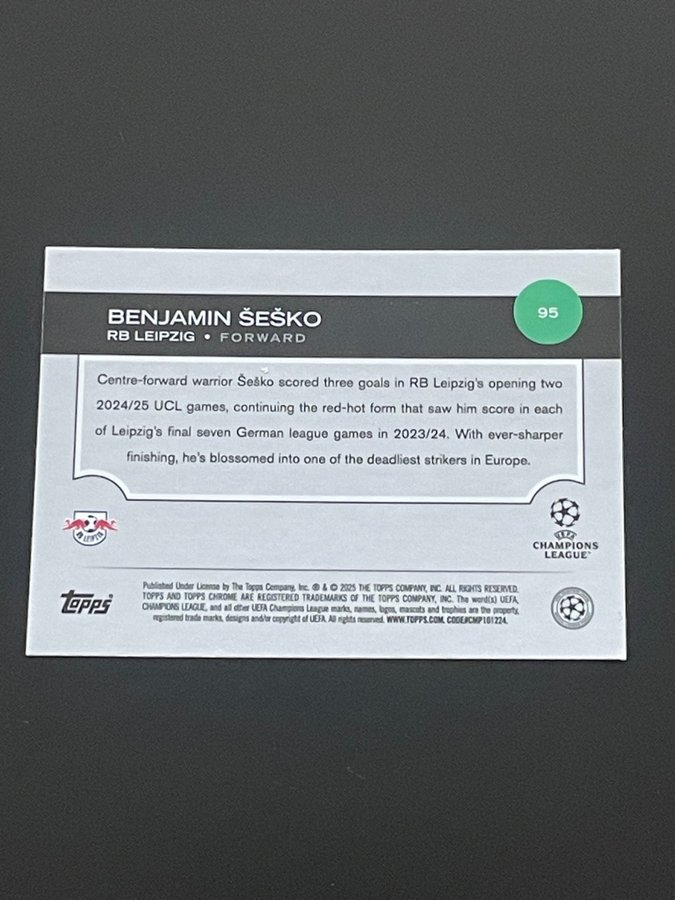 BENJAMIN ŠEŠKO
RB LEIPZIG • FORWARD
95
Centre-forward warrior Šeško scored three goals in RB Leipzig's opening two
2024/25 UCL games, continuing the red-hot form that saw him score in each
of Leipzig's final seven German league games in 2023/24. With ever-sharper
finishing, he's blossomed into one of the deadliest strikers in Europe.
RB LEIPZIG
UEFA
CHAMPIONS
LEAGUE
topps
Published Under License by The Topps Company, Inc. ® & © 2025 THE TOPPS COMPANY, INC. ALL RIGHTS RESERVED.
TOPPS AND TOPPS CHROME ARE REGISTERED TRADEMARKS OF THE TOPPS COMPANY, INC. The word(s) UEFA,
CHAMPIONS LEAGUE, and all other UEFA Champions League marks, names, logos, mascots and trophies are the property,
registered trade marks, designs and/or copyright of UEFA. All rights reserved. WWW.TOPPS.COM. CODE#CMP101224.